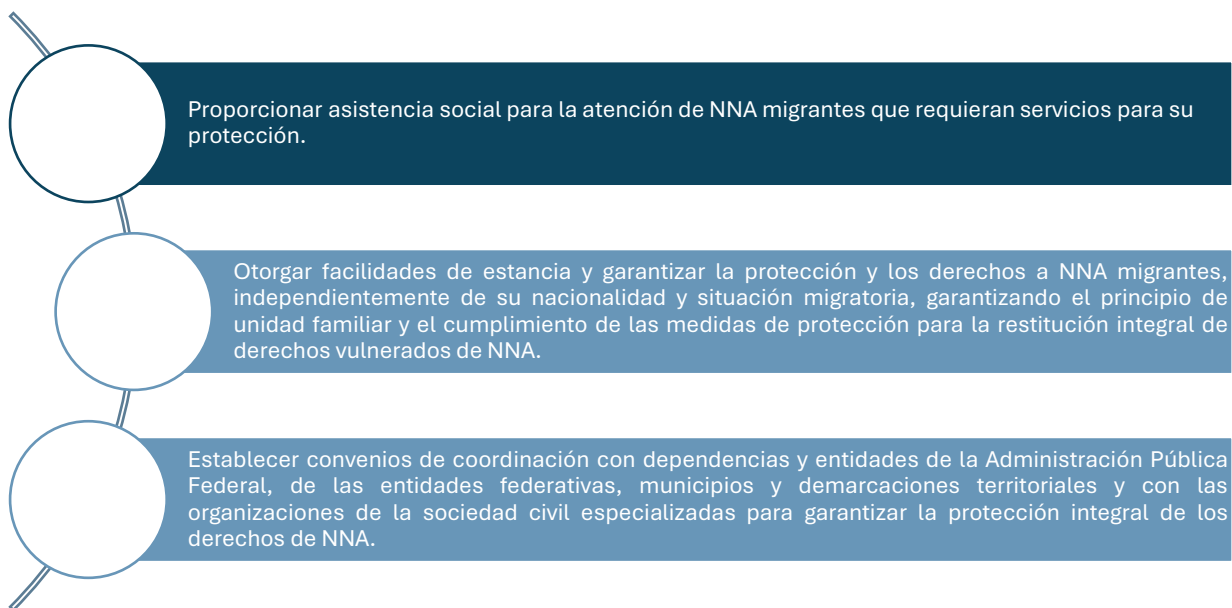 Proporcionar asistencia social para la atención de NNA migrantes que requieran servicios para su
protección.
Otorgar facilidades de estancia y garantizar la protección y los derechos a NNA migrantes,
independientemente de su nacionalidad y situación migratoria, garantizando el principio de
unidad familiar y el cumplimiento de las medidas de protección para la restitución integral de
derechos vulnerados de NNA.
Establecer convenios de coordinación con dependencias y entidades de la Administración Pública
Federal, de las entidades federativas, municipios y demarcaciones territoriales y con las
organizaciones de la sociedad civil especializadas para garantizar la protección integral de los
derechos de NNA.